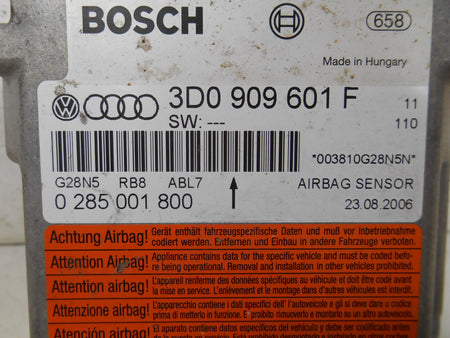 BOSCH
658
Made in Hungary
3D0 909 601 F 11
SW: --- 110
*003810G28N5N*
G28N5 RB8 ABL7 AIRBAG SENSOR
0 285 001 800 23.08.2006
Achtung Airbag! Gerät enthält fahrzeugspezifische Daten und muß vor Inbetriebnahme
codiert werden. Entfernen und Einbau in andere Fahrzeuge verboten.
Attention airbag! Appliance contains data for the specific vehicle and must be coded befo-
re being operational. Removal and installation in other vehicles prohibited.
Attention airbag! L'appareil renferme des données spécifiques au véhicule et doit être codé
avant la mise en service. L'enlèvement et le montage dans d'autres véhicules est interdit.
Attenzione airbag! L'apparecchio contiene i dati specifici dell' autoveicolo e gli si deve dare u codice
prima di metterlo in funzione. E' proibito rimuoverlo e montarlo su altri autoveicoli.
Atención airbag! El aparato contiene datos específicos del vehículo y debe ser codificado antes